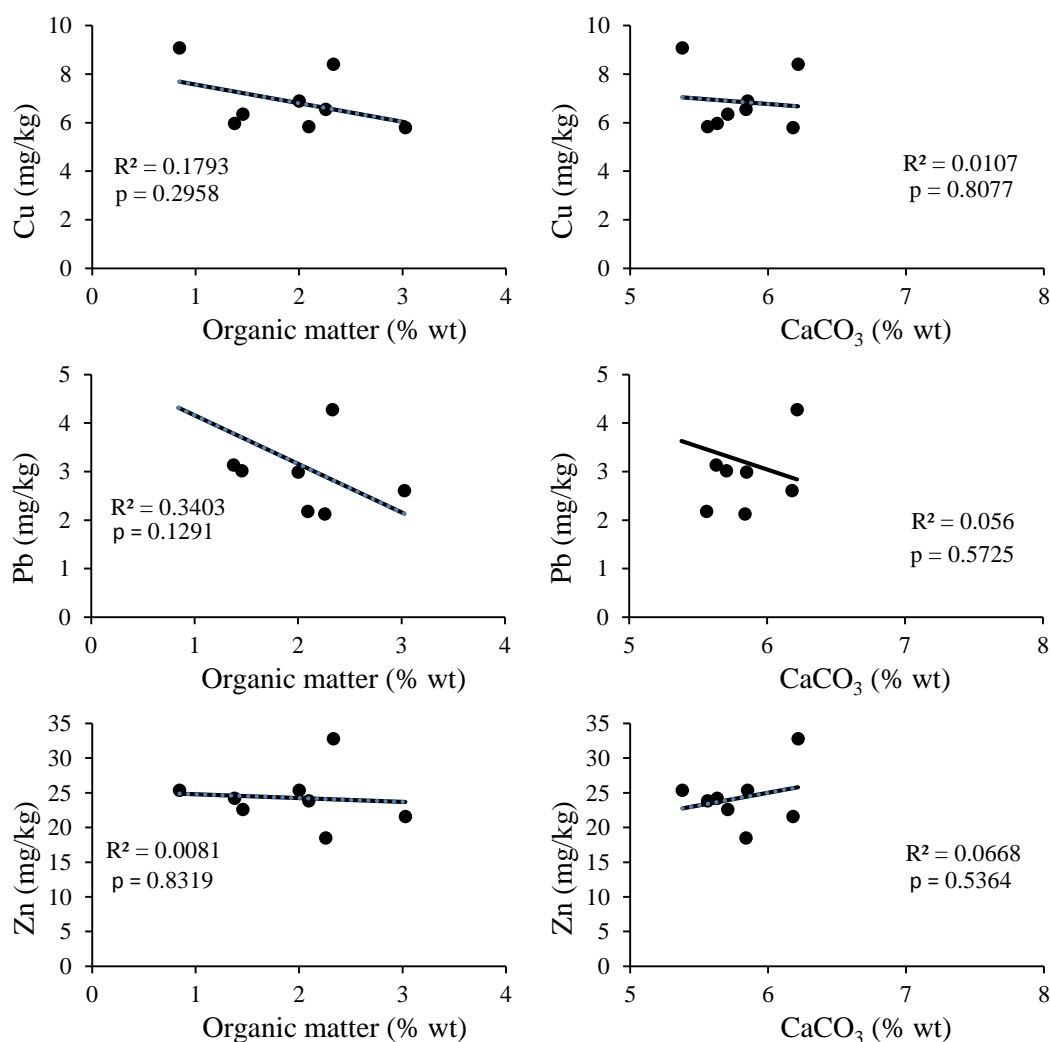 10
8
6
4
2
0
Cu (mg/kg)
R² = 0.1793
p = 0.2958
0 1 2 3 4
Organic matter (% wt)
10
8
6
4
2
0
Cu (mg/kg)
R² = 0.0107
p = 0.8077
5 6 7 8
CaCO₃ (% wt)
5
4
3
2
1
0
Pb (mg/kg)
R² = 0.3403
p = 0.1291
0 1 2 3 4
Organic matter (% wt)
5
4
3
2
1
0
Pb (mg/kg)
R² = 0.056
p = 0.5725
5 6 7 8
CaCO₃ (% wt)
35
30
25
20
15
10
5
0
Zn (mg/kg)
R² = 0.0081
p = 0.8319
0 1 2 3 4
Organic matter (% wt)
35
30
25
20
15
10
5
0
Zn (mg/kg)
R² = 0.0668
p = 0.5364
5 6 7 8
CaCO₃ (% wt)